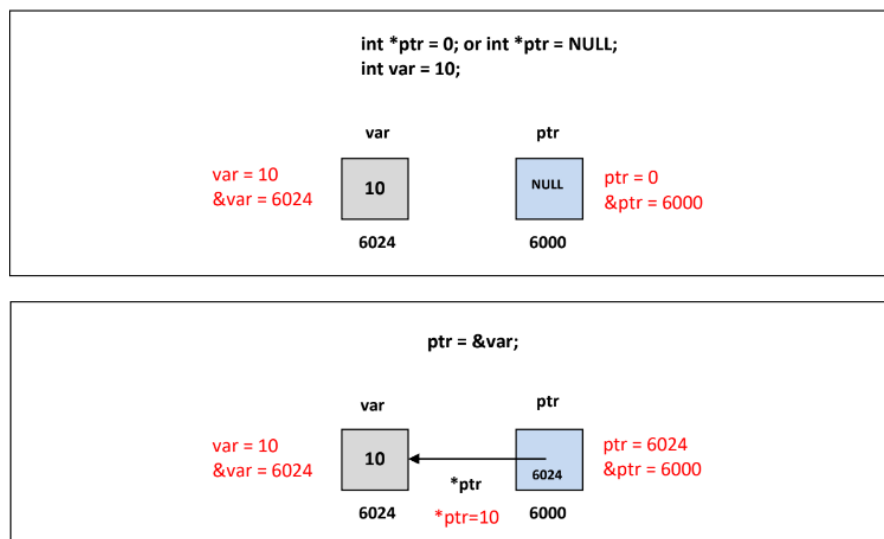 int *ptr = 0; or int *ptr = NULL;
int var = 10;
var ptr
var = 10
&var = 6024
10
NULL
ptr = 0
&ptr = 6000
6024 6000
ptr = &var;
var ptr
var = 10
&var = 6024
10
6024
ptr = 6024
&ptr = 6000
*ptr
6024 *ptr=10 6000